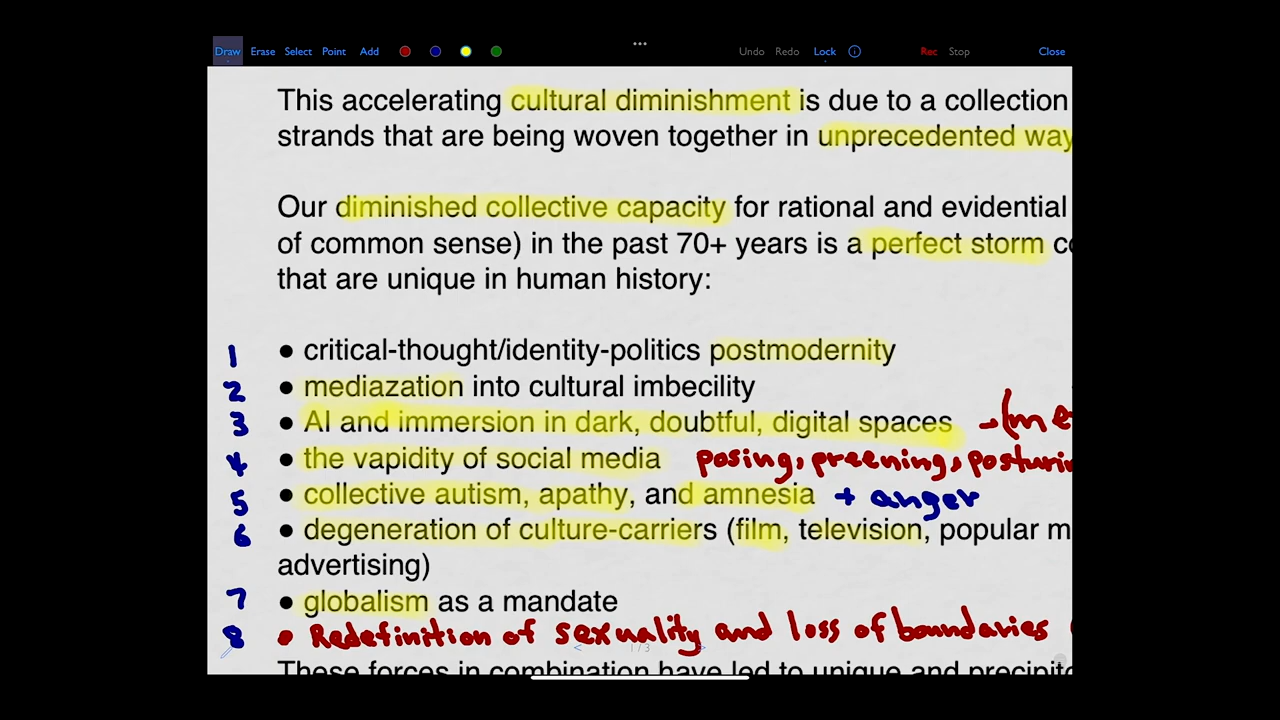 Draw Erase Select Point Add ... Undo Redo Lock Rec Stop Close
This accelerating cultural diminishment is due to a collection
strands that are being woven together in unprecedented way
Our diminished collective capacity for rational and evidential
of common sense) in the past 70+ years is a perfect storm
that are unique in human history:
1 ● critical-thought/identity-politics postmodernity
2 ● mediazation into cultural imbecility
3 ● AI and immersion in dark, doubtful, digital spaces
4 ● the vapidity of social media posing, preening, posturin
5 ● collective autism, apathy, and amnesia + anger
6 ● degeneration of culture-carriers (film, television, popular m
advertising)
7 ● globalism as a mandate
8 ● Redefinition of sexuality and loss of boundaries
< 1/3 >
These forces in combination have led to unique and